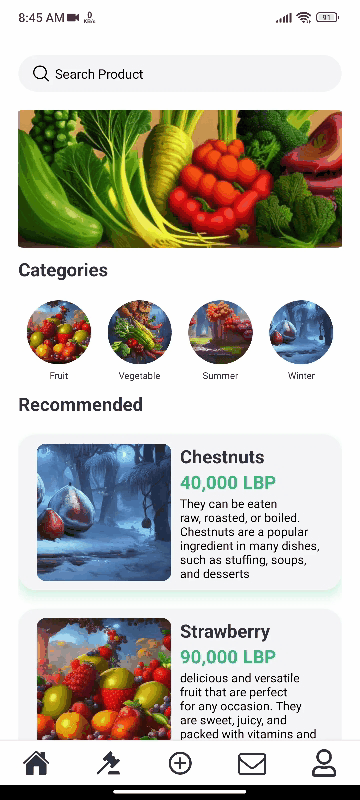 8:45 AM 0 KB/s 91
Search Product
Categories
Fruit Vegetable Summer Winter
Recommended
Chestnuts
40,000 LBP
They can be eaten
raw, roasted, or boiled.
Chestnuts are a popular
ingredient in many dishes,
such as stuffing, soups,
and desserts
Strawberry
90,000 LBP
delicious and versatile
fruit that are perfect
for any occasion. They
are sweet, juicy, and
packed with vitamins and